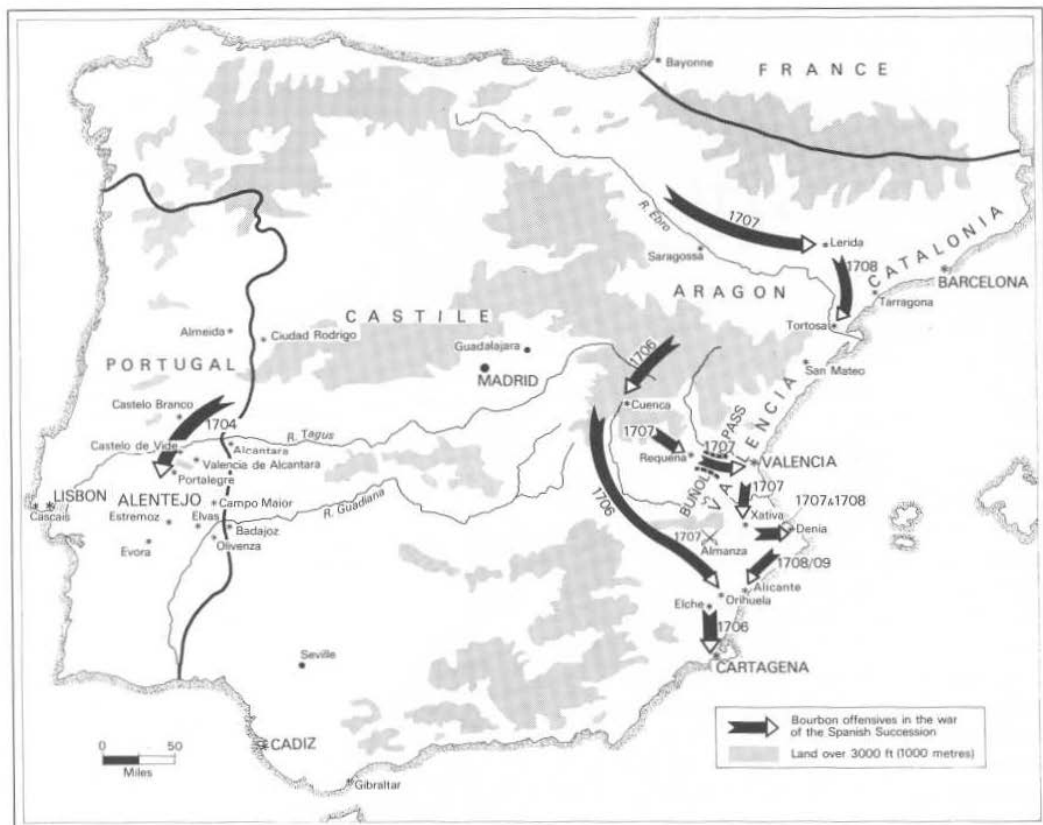 Bayonne
FRANCE
R. Ebro
1707
Lerida
Saragossa
1708
CATALONIA
BARCELONA
ARAGON
Tarragona
Tortosa
CASTILE
Almeida
Ciudad Rodrigo
Guadalajara
MADRID
1706
San Mateo
PORTUGAL
Cuenca
Castelo Branco
1704
1707
BUÑOL PASS
1707
VALENCIA
Requena
VALENCIA
Castelo de Vide
Alcantara
R. Tagus
Valencia de Alcantara
Portalegre
LISBON
Cascais
ALENTEJO
Campo Maior
R. Guadiana
Estremoz
Elvas
Badajoz
Evora
Olivenza
1706
1707
1707&1708
Xativa
Denia
1707
Almanza
1708/09
Alicante
Orihuela
Elche
1706
CARTAGENA
Seville
CADIZ
Gibraltar
0 50
Miles
Bourbon offensives in the war
of the Spanish Succession
Land over 3000 ft (1000 metres)